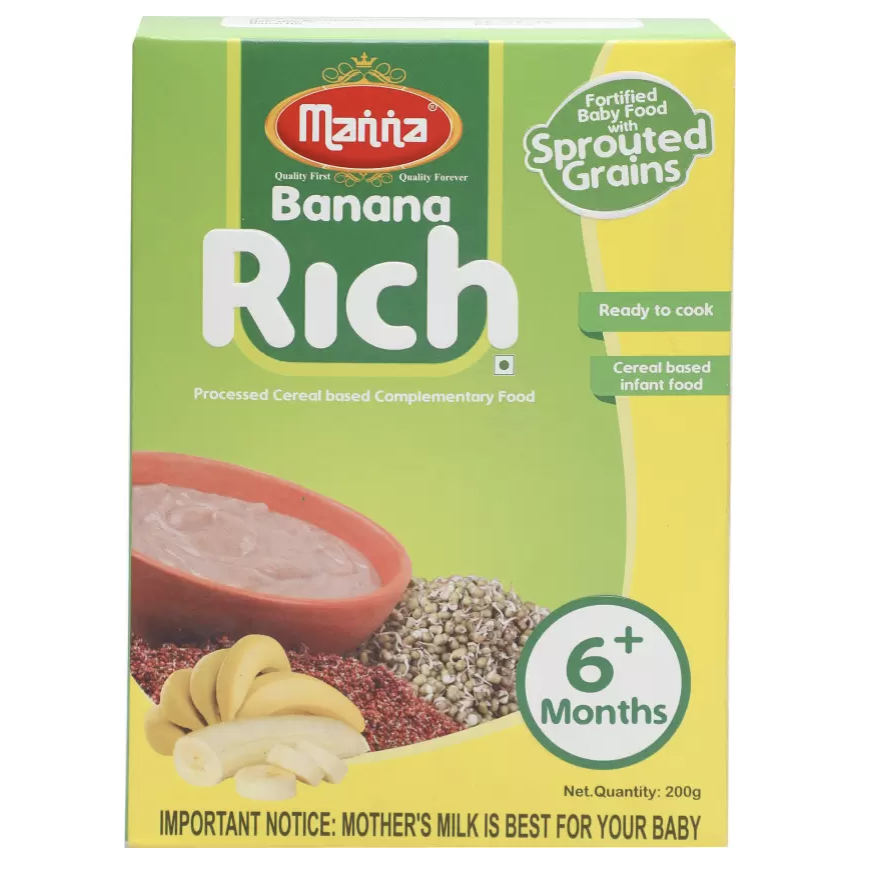 Manna®
Quality First Quality Forever
Banana
Rich
Fortified
Baby Food
with
Sprouted
Grains
Ready to cook
Cereal based
infant food
Processed Cereal based Complementary Food
6+
Months
Net.Quantity: 200g
IMPORTANT NOTICE: MOTHER'S MILK IS BEST FOR YOUR BABY